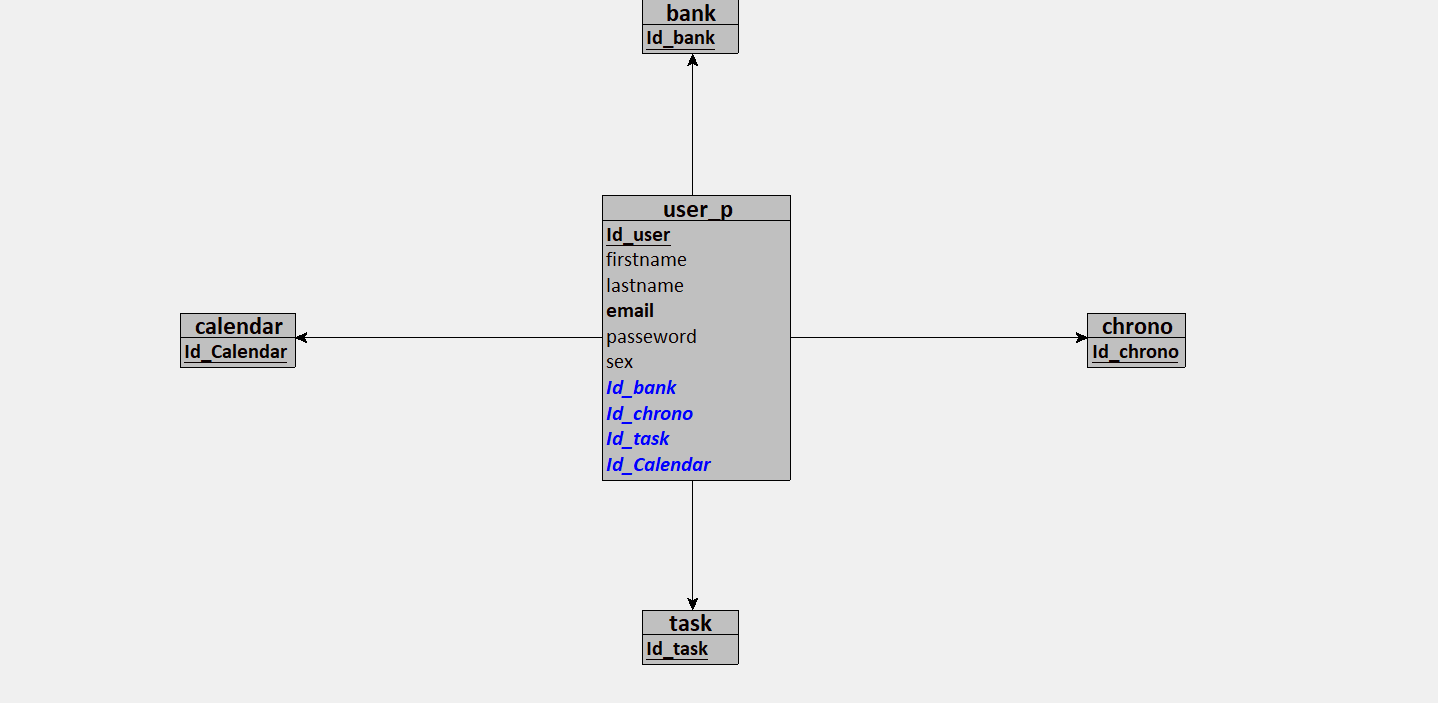 bank
Id_bank
user_p
Id_user
firstname
lastname
email
passeword
sex
Id_bank
Id_chrono
Id_task
Id_Calendar
calendar
Id_Calendar
chrono
Id_chrono
task
Id_task